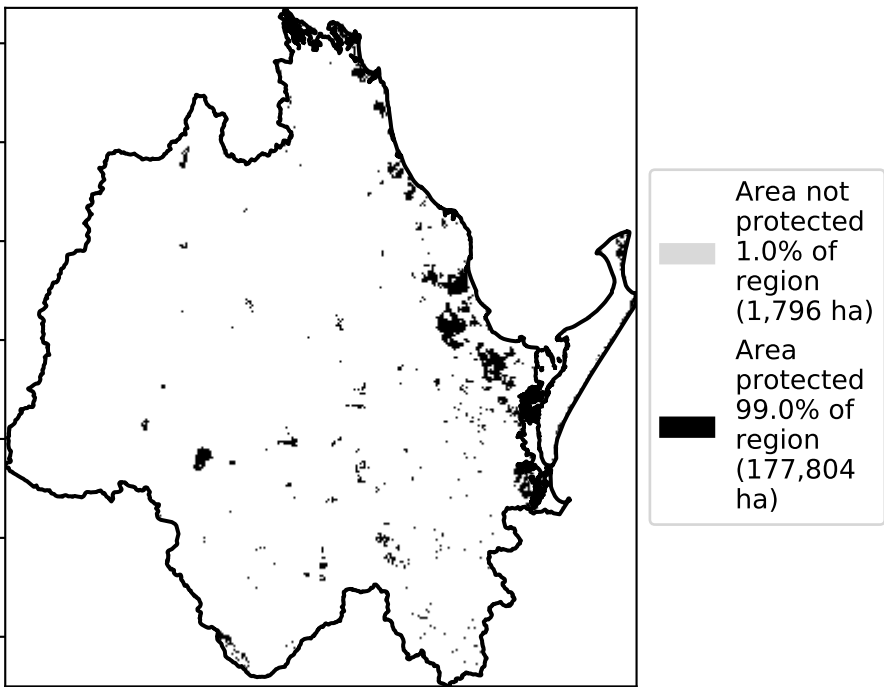 Area not
protected
1.0% of
region
(1,796 ha)
Area
protected
99.0% of
region
(177,804
ha)